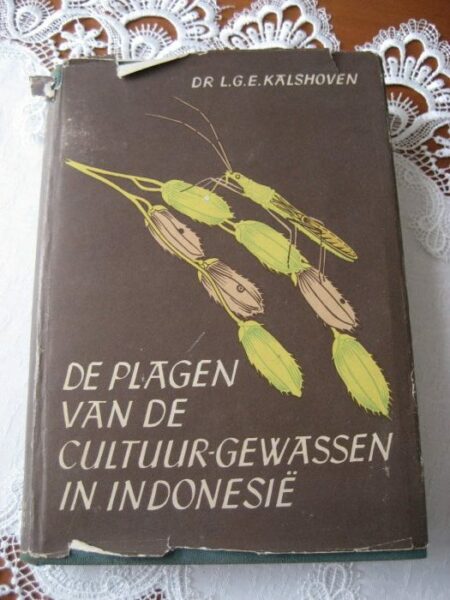 DR L.G.E. KALSHOVEN
DE PLAGEN
VAN DE
CULTUUR-GEWASSEN
IN INDONESIË